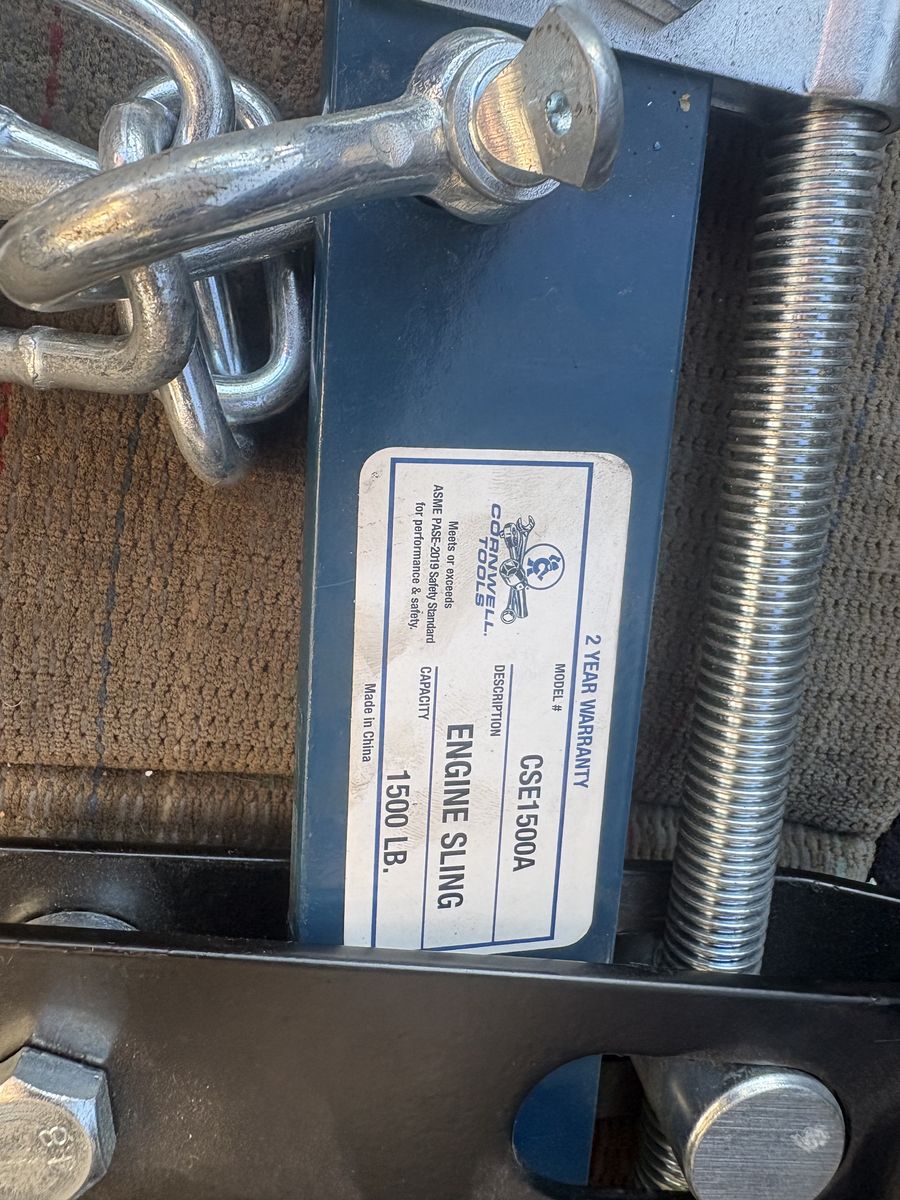 2 YEAR WARRANTY
CORNWELL
TOOLS.
MODEL #
CSE1500A
DESCRIPTION
ENGINE SLING
CAPACITY
1500 LB.
Meets or exceeds
ASME PASE-2019 Safety Standard
for performance & safety.
Made in China
8